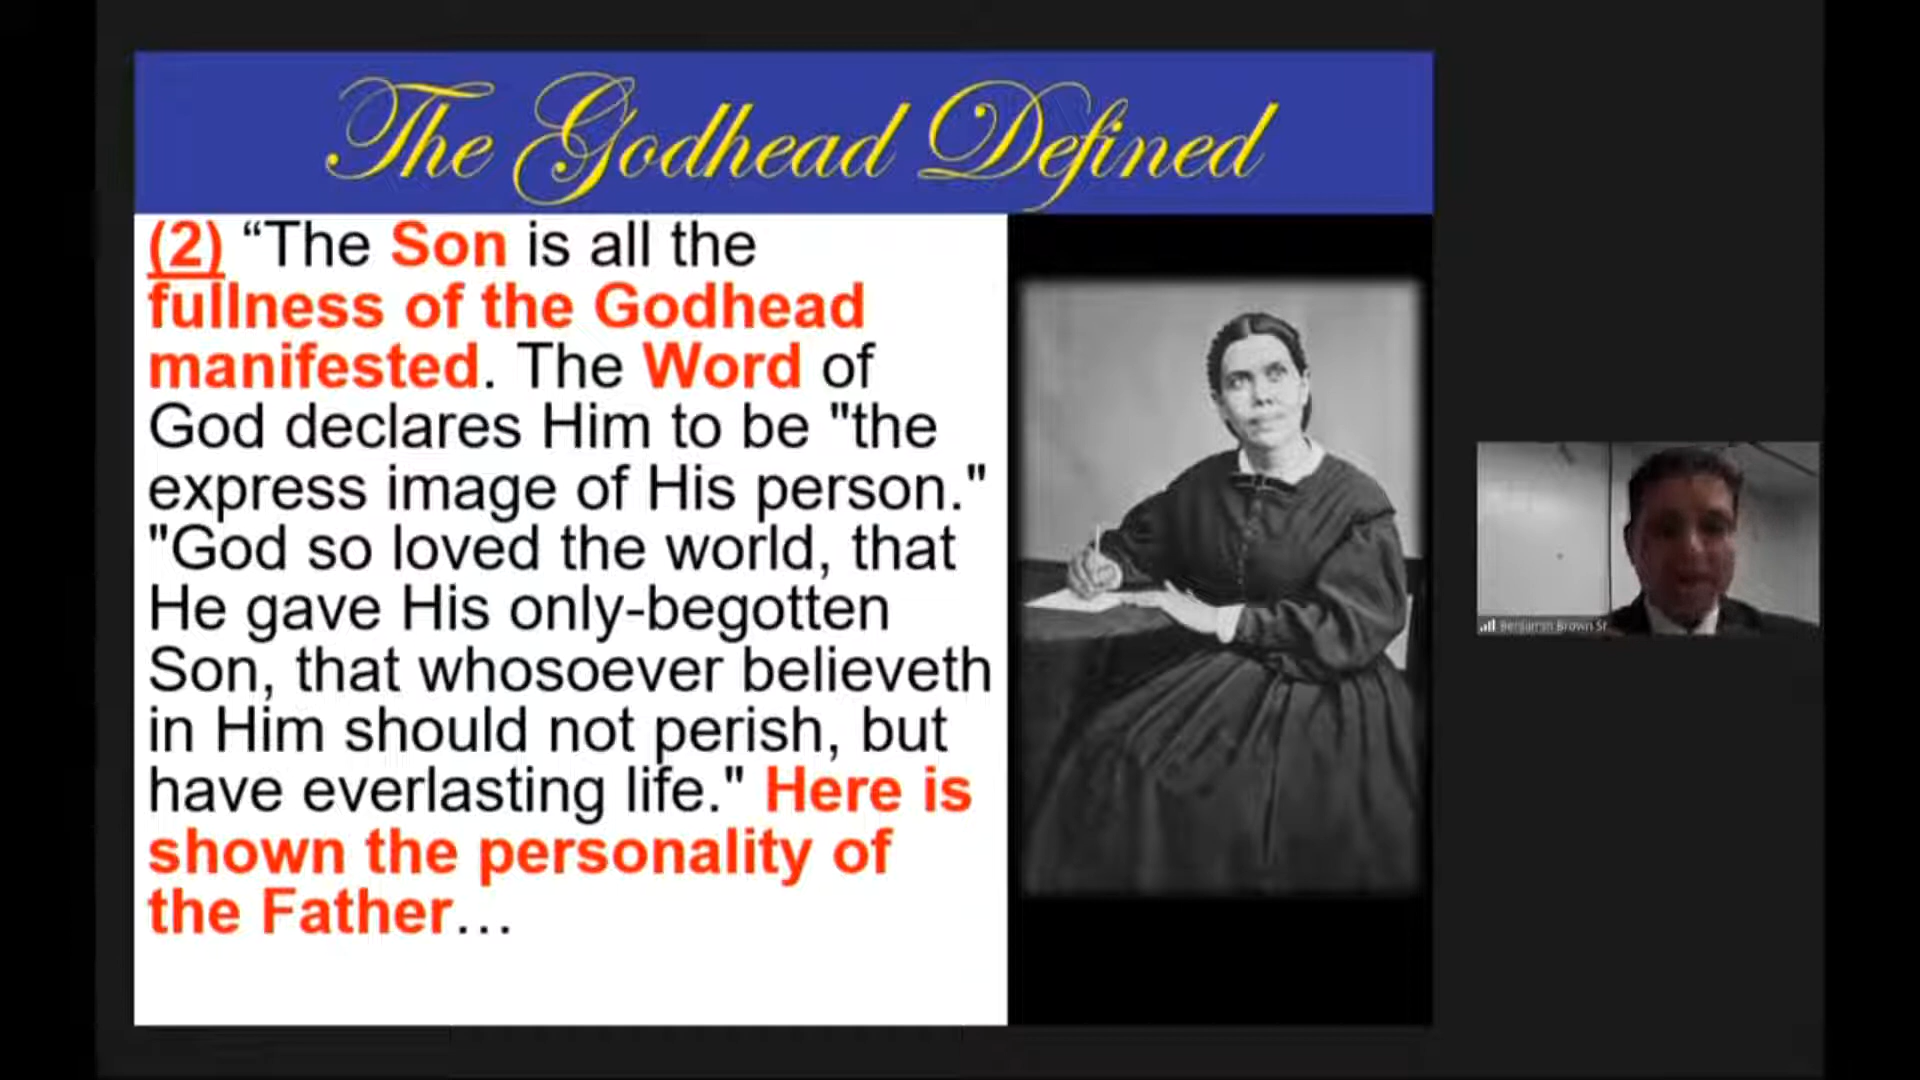 The Godhead Defined
(2) “The Son is all the
fullness of the Godhead
manifested. The Word of
God declares Him to be "the
express image of His person."
"God so loved the world, that
He gave His only-begotten
Son, that whosoever believeth
in Him should not perish, but
have everlasting life." Here is
shown the personality of
the Father…
Benjamin Brown Sr